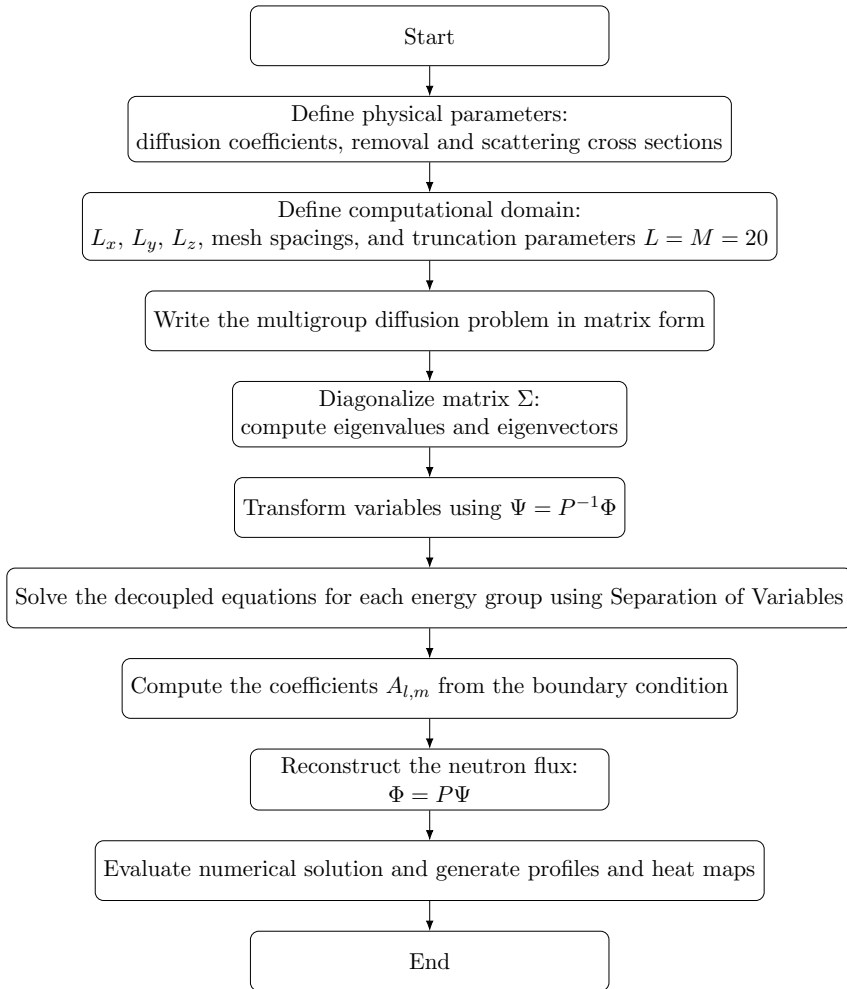 Start
Define physical parameters:
diffusion coefficients, removal and scattering cross sections
Define computational domain:
L_x, L_y, L_z, mesh spacings, and truncation parameters L = M = 20
Write the multigroup diffusion problem in matrix form
Diagonalize matrix Σ:
compute eigenvalues and eigenvectors
Transform variables using Ψ = P⁻¹Φ
Solve the decoupled equations for each energy group using Separation of Variables
Compute the coefficients A_{l,m} from the boundary condition
Reconstruct the neutron flux:
Φ = PΨ
Evaluate numerical solution and generate profiles and heat maps
End